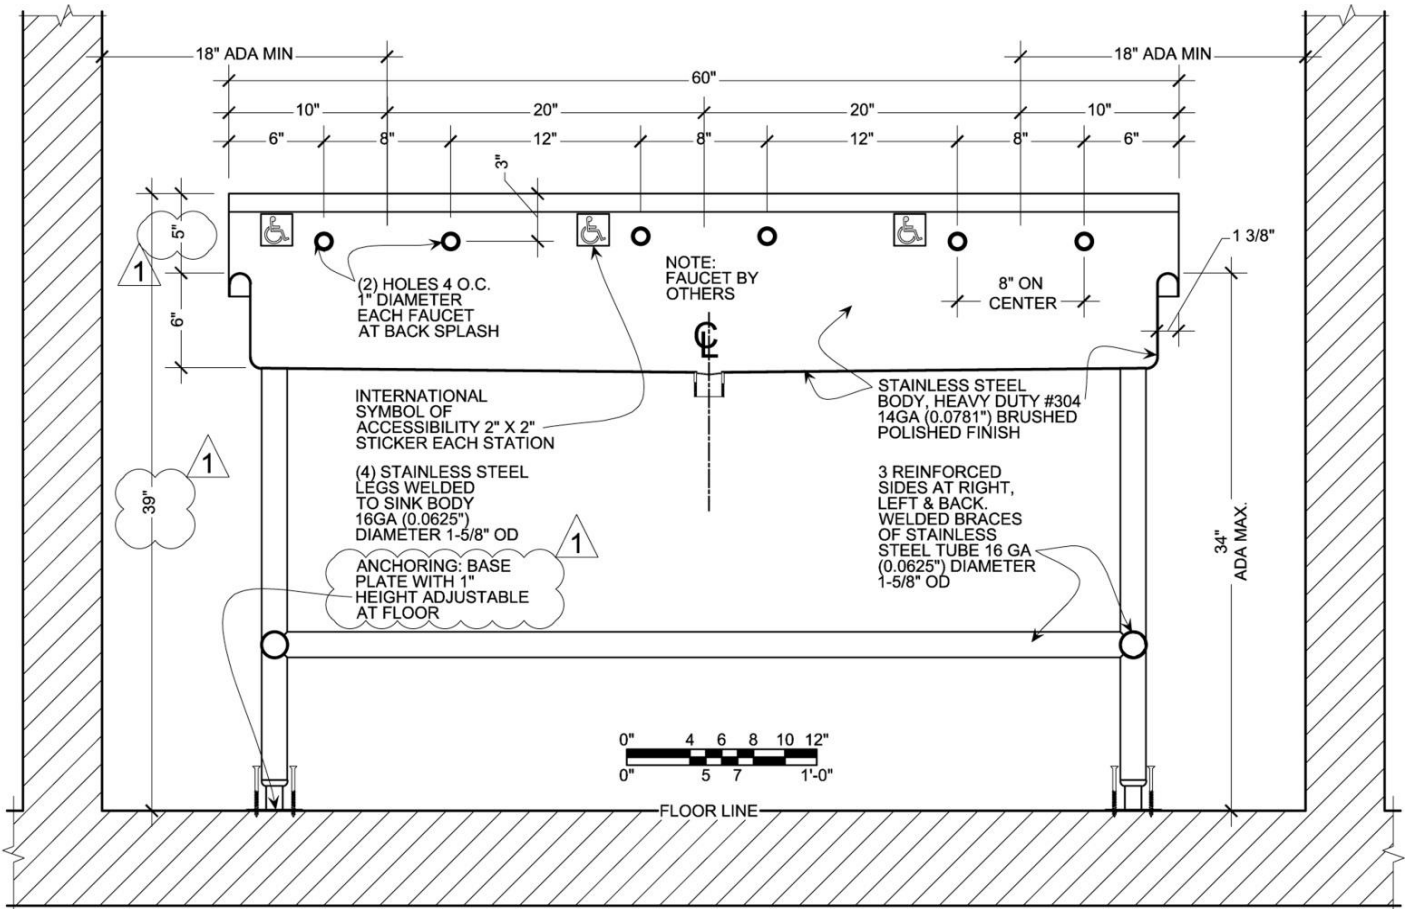 18" ADA MIN
18" ADA MIN
60"
10"
20"
20"
10"
6"
8"
12"
8"
12"
8"
6"
3"
5"
1
6"
1 3/8"
(2) HOLES 4 O.C.
1" DIAMETER
EACH FAUCET
AT BACK SPLASH
NOTE:
FAUCET BY
OTHERS
8" ON
CENTER
CL
INTERNATIONAL
SYMBOL OF
ACCESSIBILITY 2" X 2"
STICKER EACH STATION
STAINLESS STEEL
BODY, HEAVY DUTY #304
14GA (0.0781") BRUSHED
POLISHED FINISH
1
39"
(4) STAINLESS STEEL
LEGS WELDED
TO SINK BODY
16GA (0.0625")
DIAMETER 1-5/8" OD
3 REINFORCED
SIDES AT RIGHT,
LEFT & BACK.
WELDED BRACES
OF STAINLESS
STEEL TUBE 16 GA
(0.0625") DIAMETER
1-5/8" OD
34"
ADA MAX.
1
ANCHORING: BASE
PLATE WITH 1"
HEIGHT ADJUSTABLE
AT FLOOR
0" 4 6 8 10 12"
0" 5 7 1'-0"
FLOOR LINE